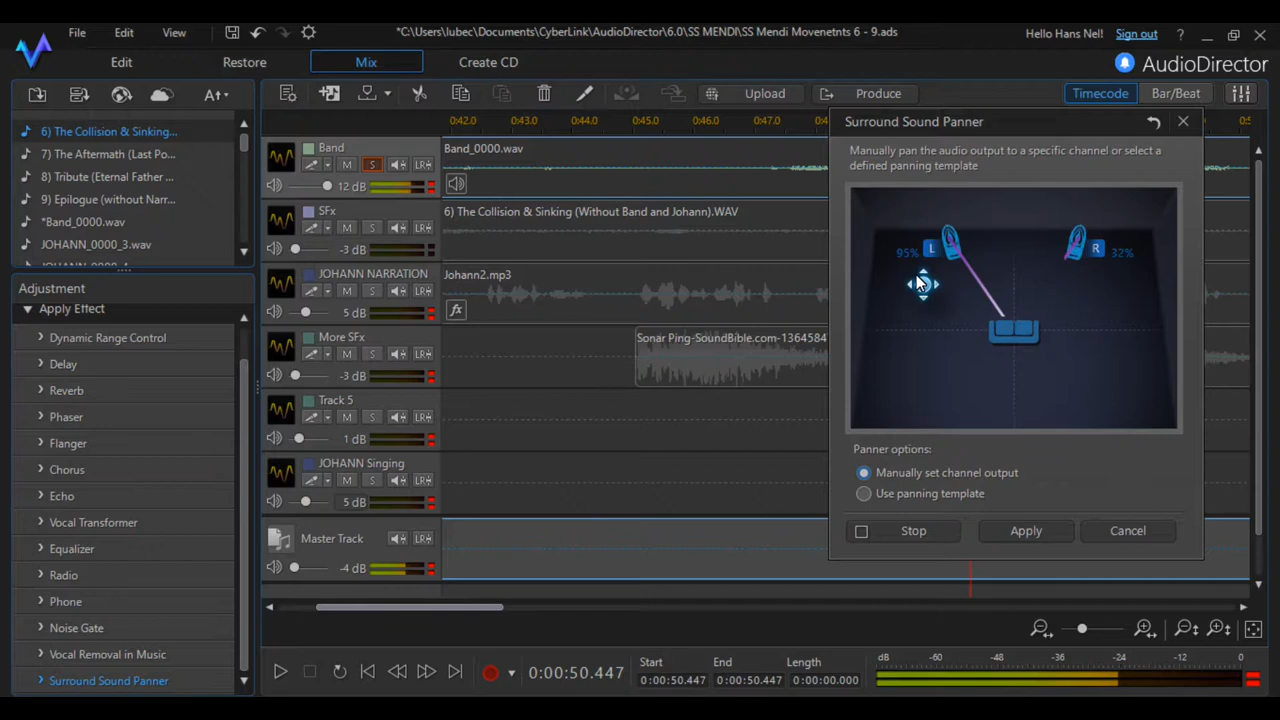 File Edit View *C:\Users\lubec\Documents\CyberLink\AudioDirector\6.0\SS MENDI\SS Mendi Movenetnts 6 - 9.ads Hello Hans Nel! Sign out ?
Edit Restore Mix Create CD AudioDirector
A Upload Produce Timecode Bar/Beat
6) The Collision & Sinking...
7) The Aftermath (Last Po...
8) Tribute (Eternal Father ...
9) Epilogue (without Narr...
*Band_0000.wav
JOHANN_0000_3.wav
Adjustment
Apply Effect
Dynamic Range Control
Delay
Reverb
Phaser
Flanger
Chorus
Echo
Vocal Transformer
Equalizer
Radio
Phone
Noise Gate
Vocal Removal in Music
Surround Sound Panner
0:42.0 0:43.0 0:44.0 0:45.0 0:46.0 0:47.0 0:48.
Band Band_0000.wav
M S LR
12 dB
SFx 6) The Collision & Sinking (Without Band and Johann).WAV
M S LR
-3 dB
JOHANN NARRATION Johann2.mp3
M S LR
5 dB fx
More SFx Sonar Ping-SoundBible.com-1364584
M S LR
-3 dB
Track 5
M S LR
1 dB
JOHANN Singing
M S LR
5 dB
Master Track LR
-4 dB
Surround Sound Panner
Manually pan the audio output to a specific channel or select a
defined panning template
95% L R 32%
Panner options:
Manually set channel output
Use panning template
Stop Apply Cancel
0:00:50.447
Start End Length
0:00:50.447 0:00:50.447 0:00:00.000
dB -60 -48 -36 -24 -12 0